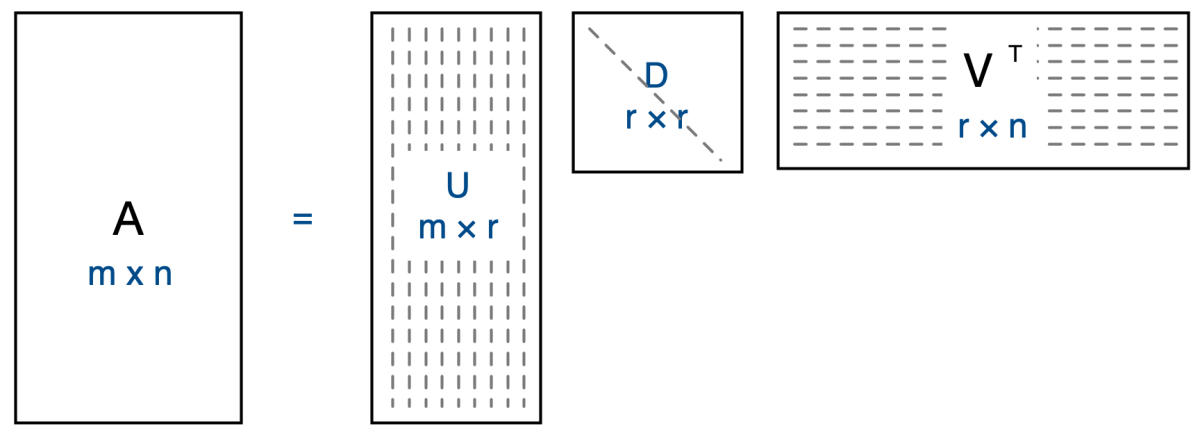 A
m x n
=
U
m × r
D
r × r
V T
r × n